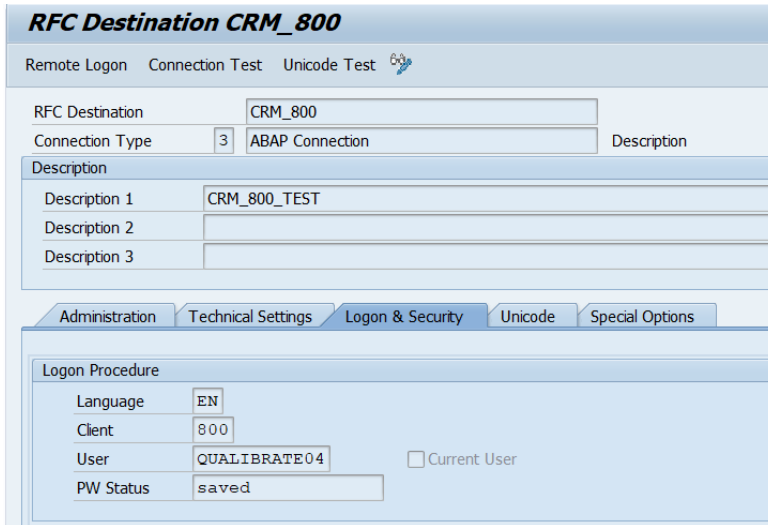 RFC Destination CRM_800
Remote Logon Connection Test Unicode Test
RFC Destination CRM_800
Connection Type 3 ABAP Connection Description
Description
Description 1 CRM_800_TEST
Description 2
Description 3
Administration Technical Settings Logon & Security Unicode Special Options
Logon Procedure
Language EN
Client 800
User QUALIBRATE04 Current User
PW Status saved